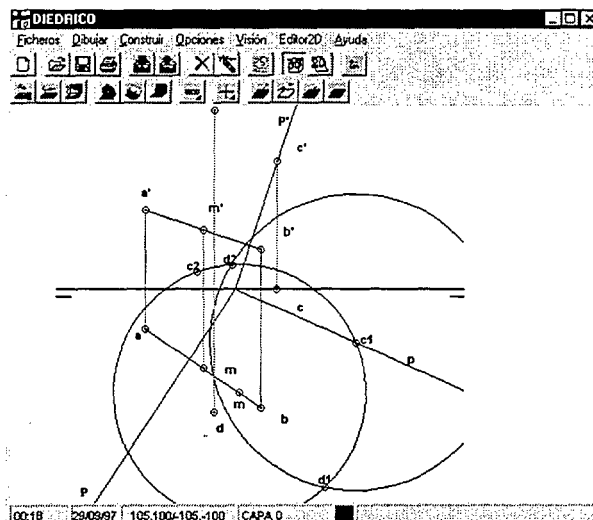 DIEDRICO
Ficheros Dibujar Construir Opciones Visión Editor2D Ayuda
P'
c'
a'
m'
b'
c2 d2
c
a
c1
m
p
m
d
b
d1
P
00:18 29/09/97 105,100/-105,-100 CAPA 0